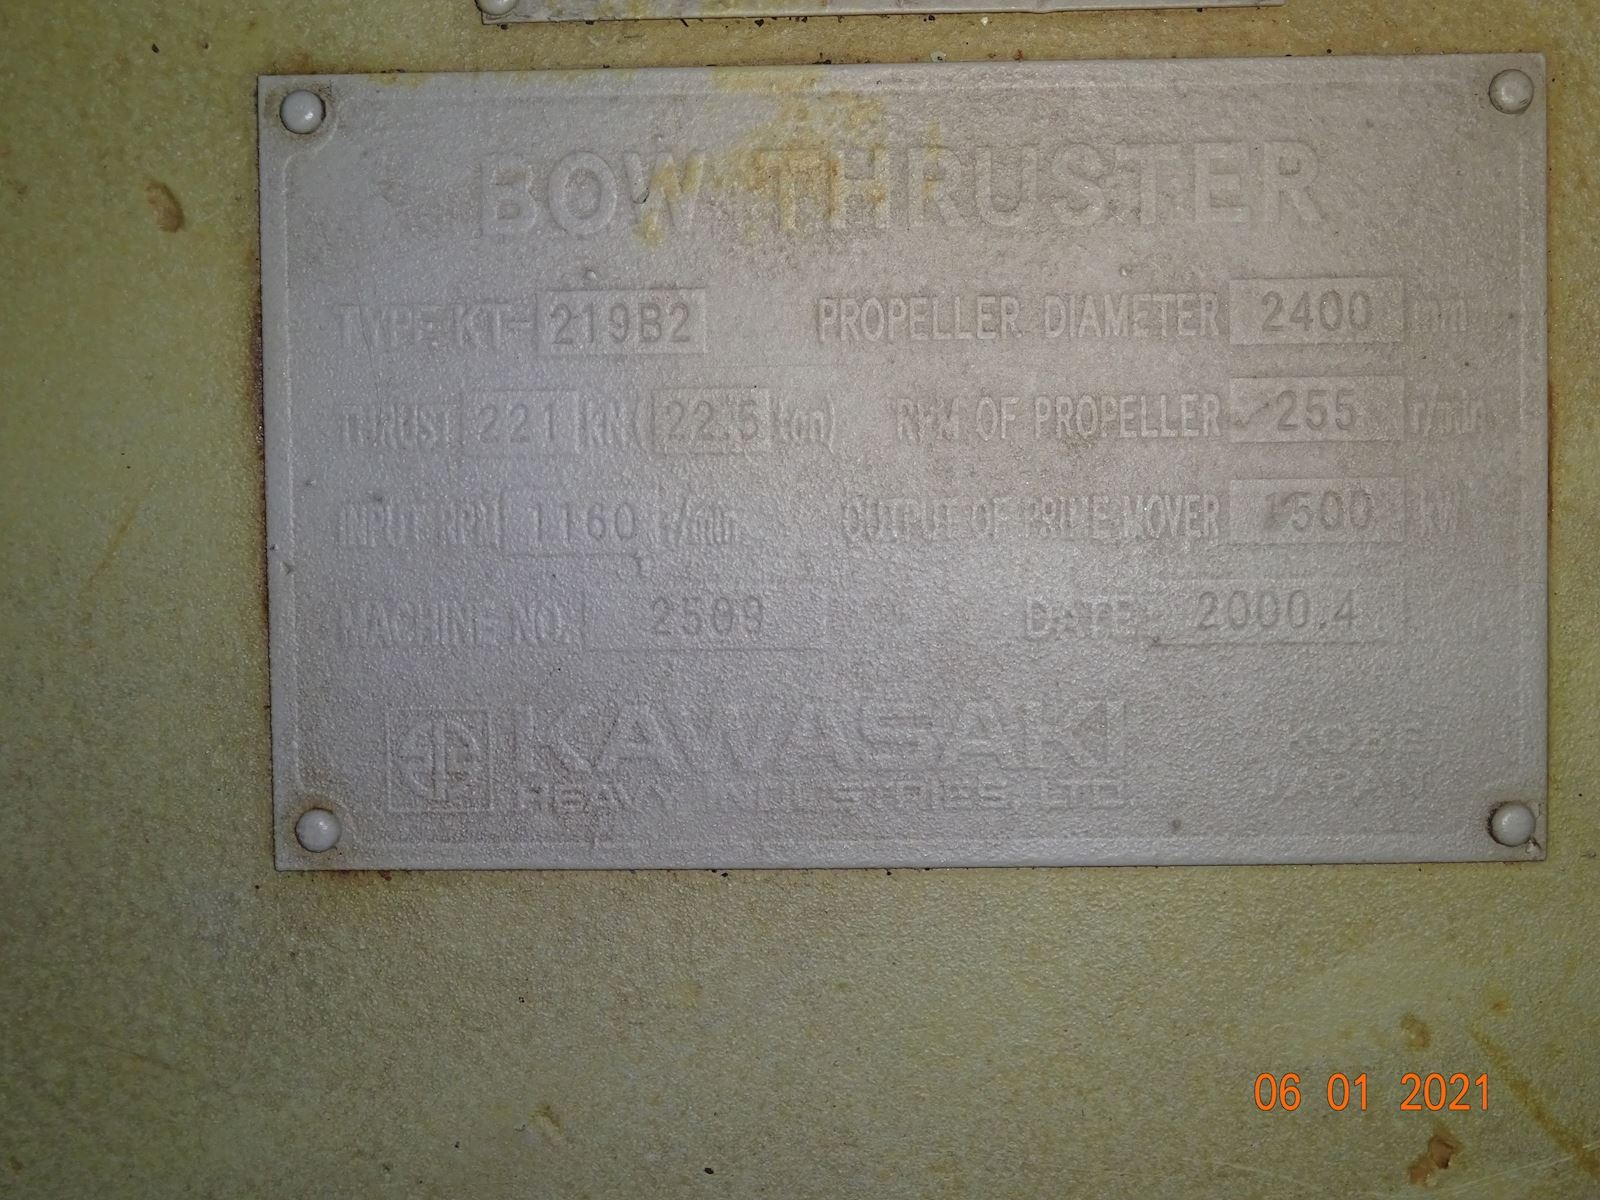 BOW THRUSTER
TYPE KT- 219B2 PROPELLER DIAMETER 2400 mm
THRUST 221 kN ( 22.5 ton) RPM OF PROPELLER 255 r/min
INPUT RPM 1160 r/min OUTPUT OF PRIME MOVER 1500 kW
MACHINE NO. 2509 DATE 2000.4
KAWASAKI KOBE
HEAVY INDUSTRIES, LTD. JAPAN
06 01 2021